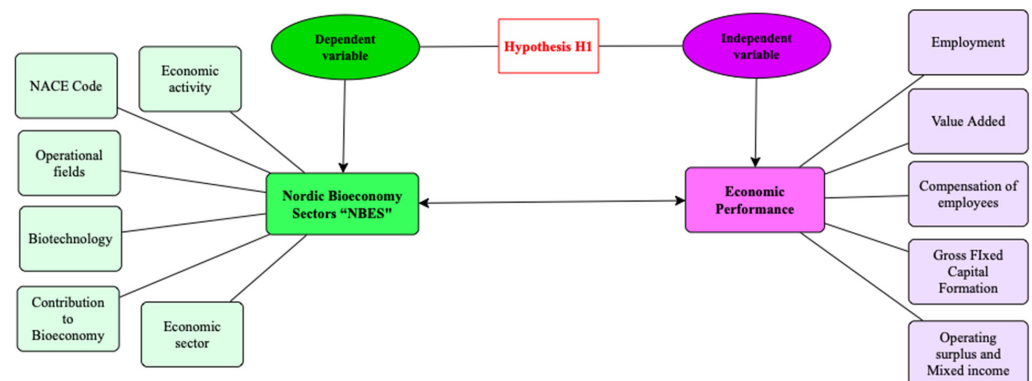 Dependent
variable
Hypothesis H1
Independent
variable
NACE Code
Economic
activity
Operational
fields
Biotechnology
Contribution
to
Bioeconomy
Economic
sector
Nordic Bioeconomy
Sectors “NBES"
Economic
Performance
Employment
Value Added
Compensation of
employees
Gross FIxed
Capital
Formation
Operating
surplus and
Mixed income